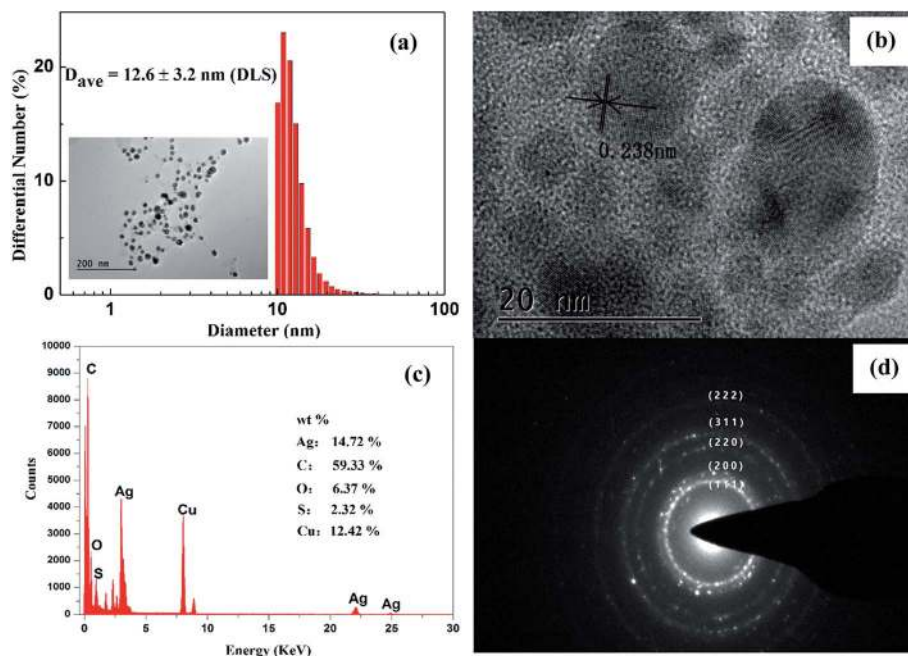 (a)
D_ave = 12.6 ± 3.2 nm (DLS)
Differential Number (%)
20
10
0
200 nm
1
10
100
Diameter (nm)
(b)
0.238nm
20 nm
(c)
Counts
10000
9000
8000
7000
6000
5000
4000
3000
2000
1000
0
C
O
S
Ag
Cu
Ag
Ag
wt %
Ag: 14.72 %
C: 59.33 %
O: 6.37 %
S: 2.32 %
Cu: 12.42 %
0
5
10
15
20
25
30
Energy (KeV)
(d)
(222)
(311)
(220)
(200)
(111)